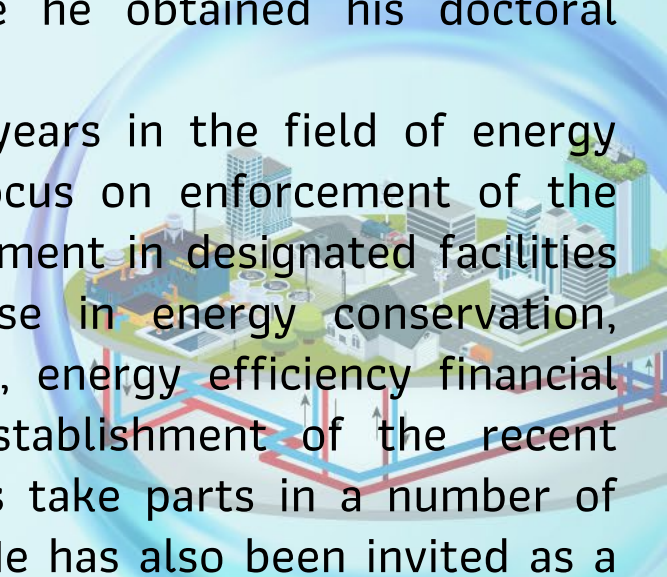 he obtained his doctoral
years in the field of energy
focus on enforcement of the
ment in designated facilities
se in energy conservation,
, energy efficiency financial
stablishment of the recent
s take parts in a number of
He has also been invited as a